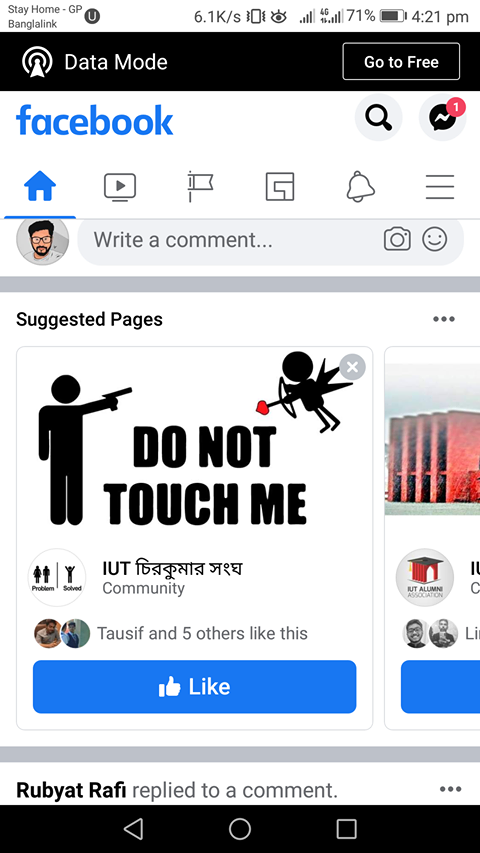 Stay Home - GP
Banglalink
U
6.1K/s
4G
71%
4:21 pm
Data Mode
Go to Free
facebook
1
Write a comment...
Suggested Pages
DO NOT
TOUCH ME
Problem
Solved
IUT চিরকুমার সংঘ
Community
Tausif and 5 others like this
Like
IUT ALUMNI
ASSOCIATION
Rubyat Rafi replied to a comment.